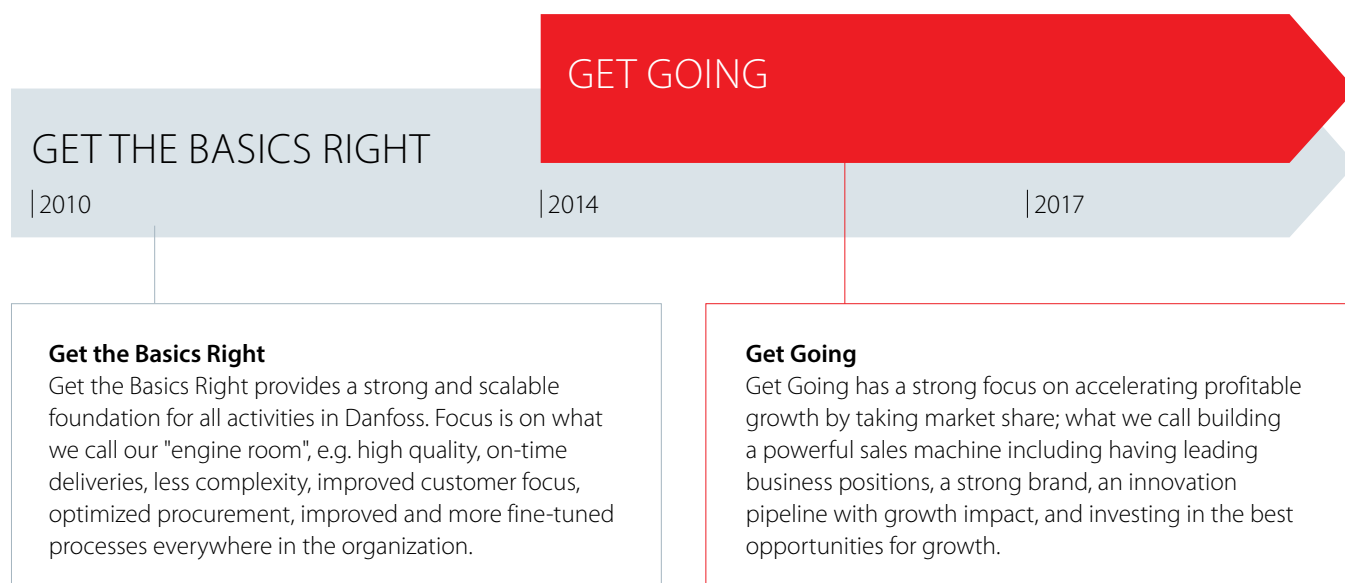 GET GOING
GET THE BASICS RIGHT
|2010
|2014
|2017
Get the Basics Right
Get the Basics Right provides a strong and scalable
foundation for all activities in Danfoss. Focus is on what
we call our "engine room", e.g. high quality, on-time
deliveries, less complexity, improved customer focus,
optimized procurement, improved and more fine-tuned
processes everywhere in the organization.
Get Going
Get Going has a strong focus on accelerating profitable
growth by taking market share; what we call building
a powerful sales machine including having leading
business positions, a strong brand, an innovation
pipeline with growth impact, and investing in the best
opportunities for growth.